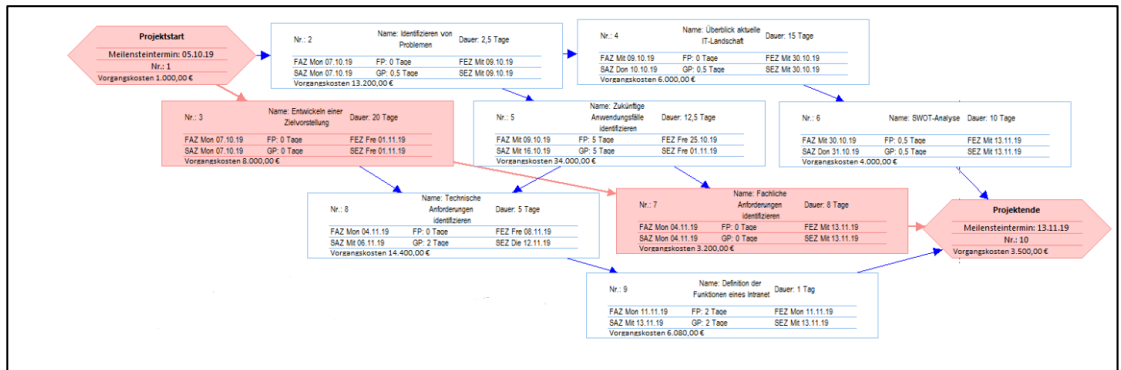 Projektstart
Meilensteintermin: 05.10.19
Nr.: 1
Vorgangskosten 1.000,00 €
Nr.: 2
Name: Identifizieren von
Problemen
Dauer: 2,5 Tage
FAZ Mon 07.10.19 FP: 0 Tage FEZ Mit 09.10.19
SAZ Mon 07.10.19 GP: 0,5 Tage SEZ Mit 09.10.19
Vorgangskosten 13.200,00 €
Nr.: 4
Name: Überblick aktuelle
IT-Landschaft
Dauer: 15 Tage
FAZ Mit 09.10.19 FP: 0 Tage FEZ Mit 30.10.19
SAZ Don 10.10.19 GP: 0,5 Tage SEZ Mit 30.10.19
Vorgangskosten 6.000,00 €
Nr.: 3
Name: Entwickeln einer
Zielvorstellung
Dauer: 20 Tage
FAZ Mon 07.10.19 FP: 0 Tage FEZ Fre 01.11.19
SAZ Mon 07.10.19 GP: 0 Tage SEZ Fre 01.11.19
Vorgangskosten 8.000,00 €
Nr.: 5
Name: Zukünftige
Anwendungsfälle
identifizieren
Dauer: 12,5 Tage
FAZ Mit 09.10.19 FP: 5 Tage FEZ Fre 25.10.19
SAZ Mit 16.10.19 GP: 5 Tage SEZ Fre 01.11.19
Vorgangskosten 34.000,00 €
Nr.: 6 Name: SWOT-Analyse Dauer: 10 Tage
FAZ Mit 30.10.19 FP: 0,5 Tage FEZ Mit 13.11.19
SAZ Don 31.10.19 GP: 0,5 Tage SEZ Mit 13.11.19
Vorgangskosten 4.000,00 €
Nr.: 8
Name: Technische
Anforderungen
identifizieren
Dauer: 5 Tage
FAZ Mon 04.11.19 FP: 0 Tage FEZ Fre 08.11.19
SAZ Mit 06.11.19 GP: 2 Tage SEZ Die 12.11.19
Vorgangskosten 14.400,00 €
Nr.: 7
Name: Fachliche
Anforderungen
identifizieren
Dauer: 8 Tage
FAZ Mon 04.11.19 FP: 0 Tage FEZ Mit 13.11.19
SAZ Mon 04.11.19 GP: 0 Tage SEZ Mit 13.11.19
Vorgangskosten 3.200,00 €
Projektende
Meilensteintermin: 13.11.19
Nr.: 10
Vorgangskosten 3.500,00 €
Nr.: 9
Name: Definition der
Funktionen eines Intranet
Dauer: 1 Tag
FAZ Mon 11.11.19 FP: 2 Tage FEZ Mon 11.11.19
SAZ Mit 13.11.19 GP: 2 Tage SEZ Mit 13.11.19
Vorgangskosten 6.080,00 €